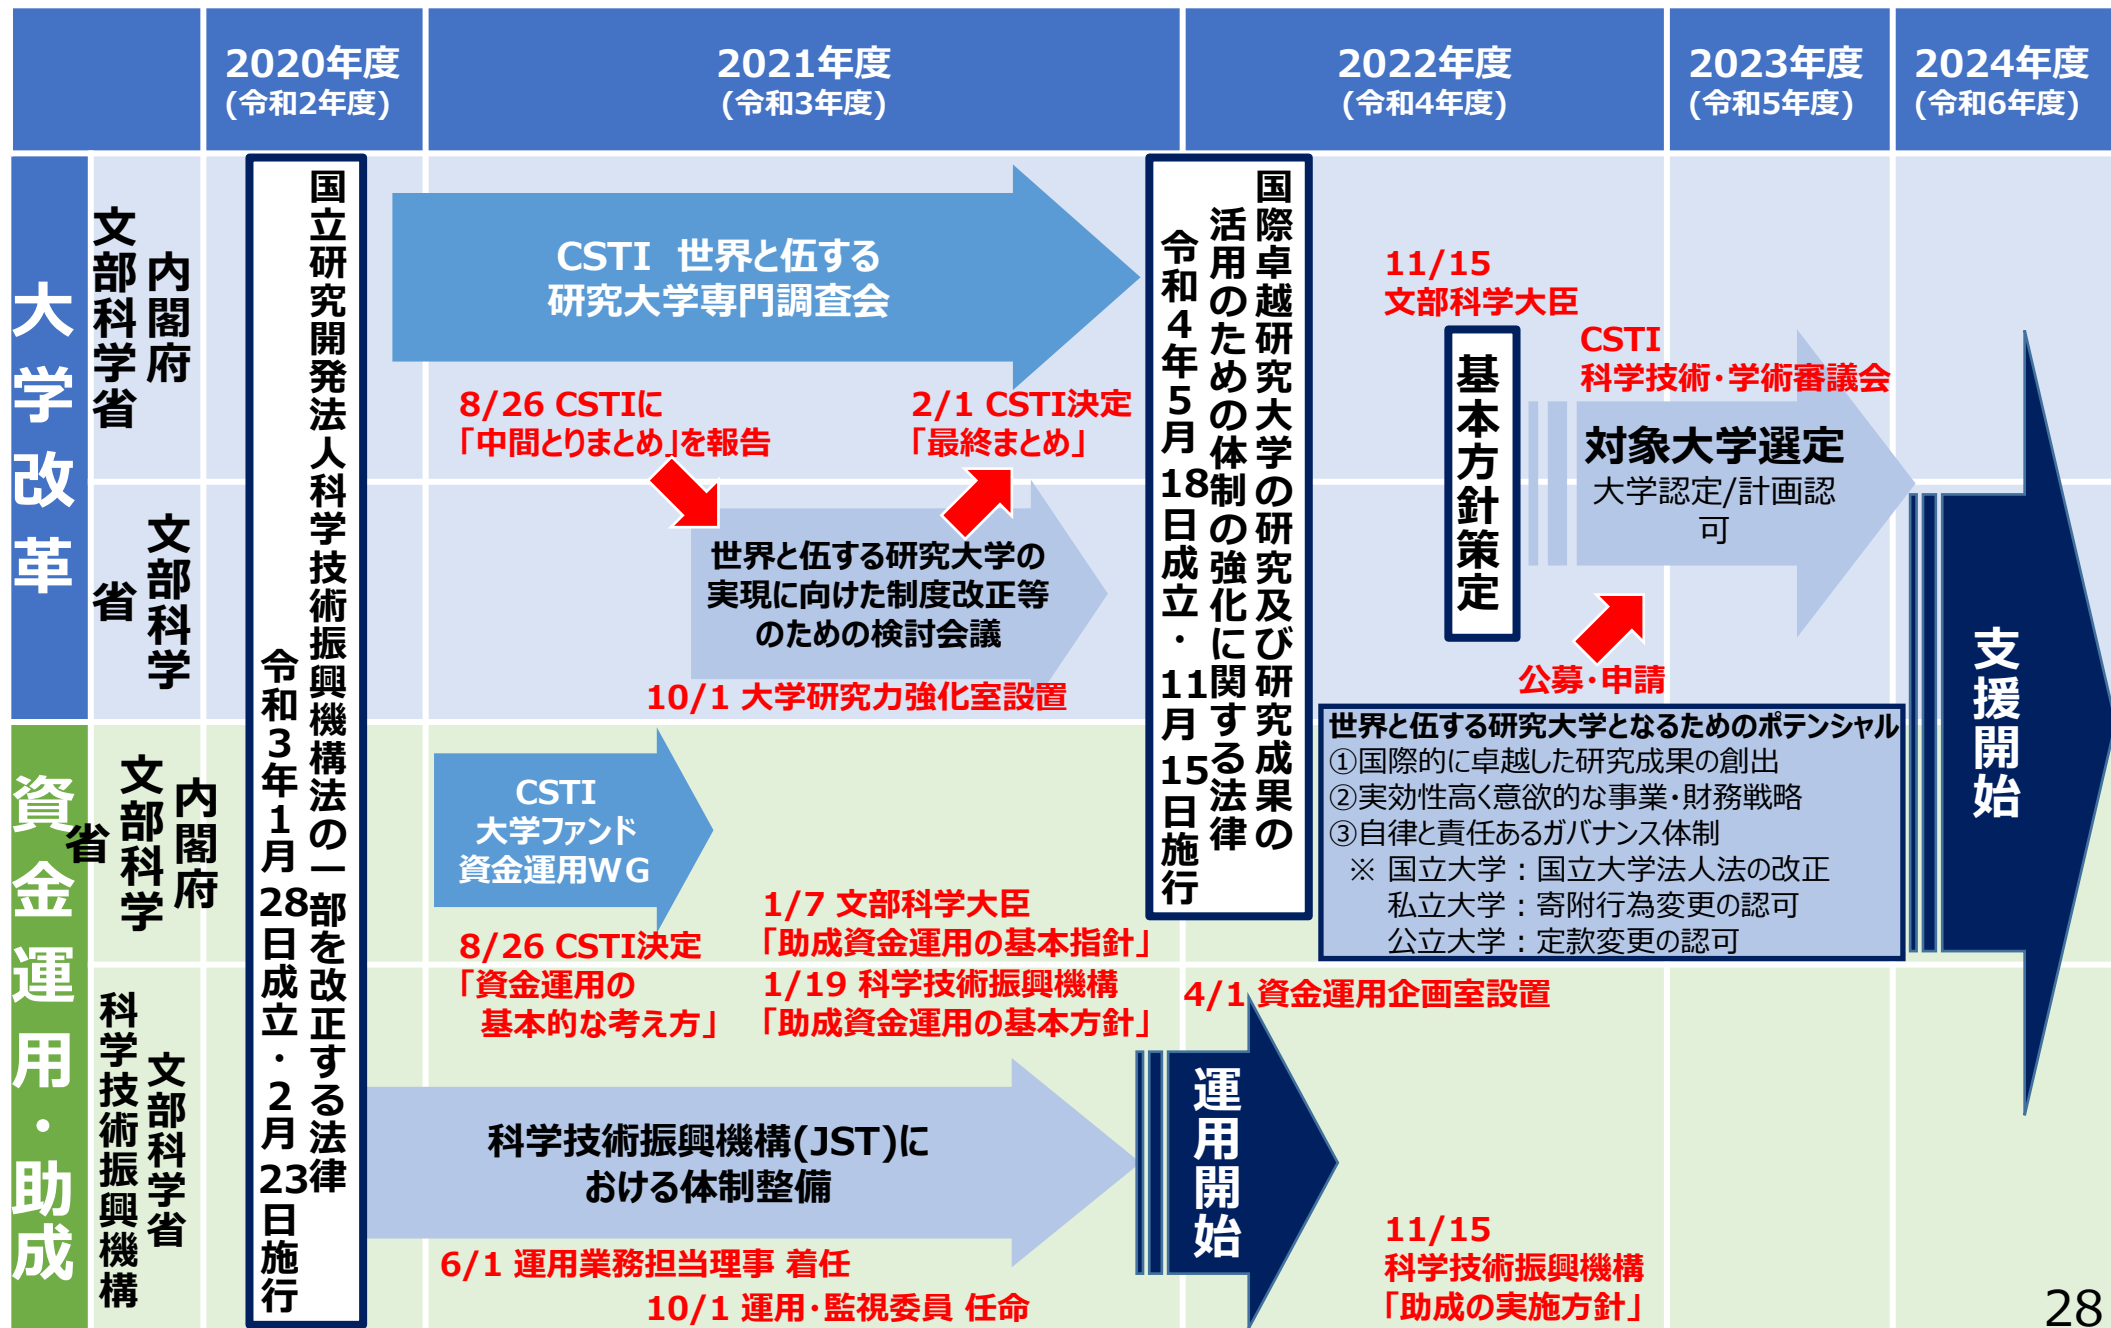 2020年度
(令和2年度)
2021年度
(令和3年度)
2022年度
(令和4年度)
2023年度
(令和5年度)
2024年度
(令和6年度)
大学改革
内閣府
文部科学省
文部科学
省
国立研究開発法人科学技術振興機構法の一部を改正する法律
令和3年1月28日成立・2月23日施行
CSTI 世界と伍する
研究大学専門調査会
8/26 CSTIに
「中間とりまとめ」を報告
2/1 CSTI決定
「最終まとめ」
世界と伍する研究大学の
実現に向けた制度改正等
のための検討会議
10/1 大学研究力強化室設置
国際卓越研究大学の研究及び研究成果の
活用のための体制の強化に関する法律
令和4年5月18日成立・11月15日施行
11/15
文部科学大臣
基本方針策定
CSTI
科学技術・学術審議会
対象大学選定
大学認定/計画認
可
公募・申請
世界と伍する研究大学となるためのポテンシャル
①国際的に卓越した研究成果の創出
②実効性高く意欲的な事業・財務戦略
③自律と責任あるガバナンス体制
※ 国立大学：国立大学法人法の改正
私立大学：寄附行為変更の認可
公立大学：定款変更の認可
支援開始
資金運用・助成
内閣府
文部科学
省
CSTI
大学ファンド
資金運用WG
8/26 CSTI決定
「資金運用の
基本的な考え方」
1/7 文部科学大臣
「助成資金運用の基本指針」
1/19 科学技術振興機構
「助成資金運用の基本方針」
4/1 資金運用企画室設置
文部科学省
科学技術振興機構
科学技術振興機構(JST)に
おける体制整備
6/1 運用業務担当理事 着任
10/1 運用・監視委員 任命
運用開始
11/15
科学技術振興機構
「助成の実施方針」
28